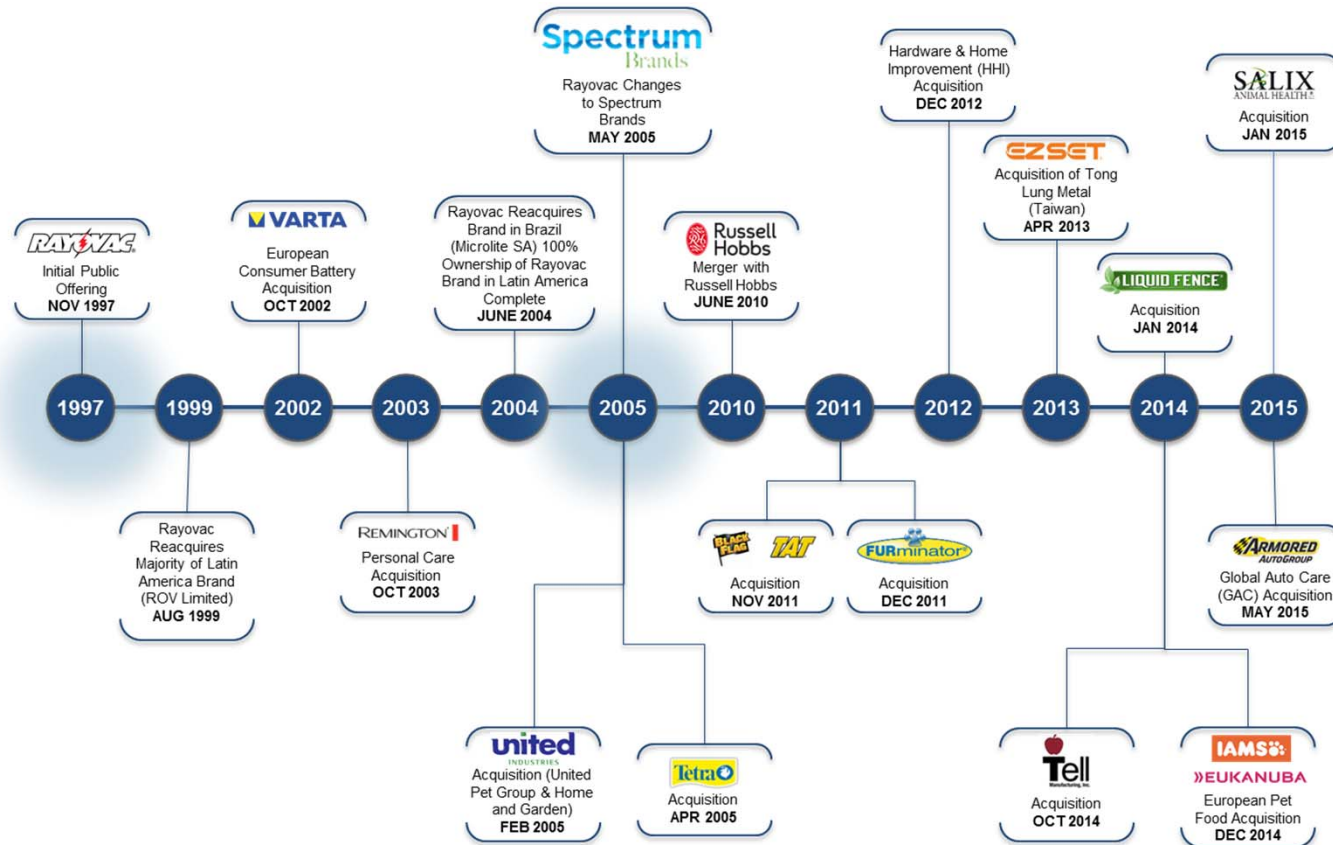 Spectrum
Brands
Rayovac Changes
to Spectrum
Brands
MAY 2005
Hardware & Home
Improvement (HHI)
Acquisition
DEC 2012
SALIX
ANIMAL HEALTH
Acquisition
JAN 2015
EZSET
Acquisition of Tong
Lung Metal
(Taiwan)
APR 2013
RAYOVAC
Initial Public
Offering
NOV 1997
VARTA
European
Consumer Battery
Acquisition
OCT 2002
Rayovac Reacquires
Brand in Brazil
(Microlite SA) 100%
Ownership of Rayovac
Brand in Latin America
Complete
JUNE 2004
Russell
Hobbs
Merger with
Russell Hobbs
JUNE 2010
LIQUID FENCE
Acquisition
JAN 2014
1997
1999
2002
2003
2004
2005
2010
2011
2012
2013
2014
2015
Rayovac
Reacquires
Majority of Latin
America Brand
(ROV Limited)
AUG 1999
REMINGTON
Personal Care
Acquisition
OCT 2003
BLACK
FLAG
TAT
Acquisition
NOV 2011
FURminator
Acquisition
DEC 2011
ARMORED
AUTOGROUP
Global Auto Care
(GAC) Acquisition
MAY 2015
united
INDUSTRIES
Acquisition (United
Pet Group & Home
and Garden)
FEB 2005
Tetra
Acquisition
APR 2005
Tell
Manufacturing, Inc.
Acquisition
OCT 2014
IAMS
»EUKANUBA
European Pet
Food Acquisition
DEC 2014